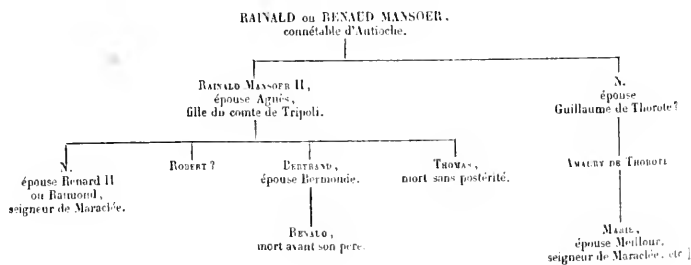 RAINALD ou RENAUD MANSOER,
connétable d'Antioche.
RAINALD MANSOER II,
épouse Agnès,
fille du comte de Tripoli.
N.
épouse
Guillaume de Thorote?
N.
épouse Renard II
ou Raimond,
seigneur de Maraclée.
ROBERT?
BERTRAND,
épouse Bermonde.
THOMAS,
mort sans postérité.
AMAURY DE THOROTE
RENALD,
mort avant son père.
MARIE,
épouse Meillour,
seigneur de Maraclée, etc.]